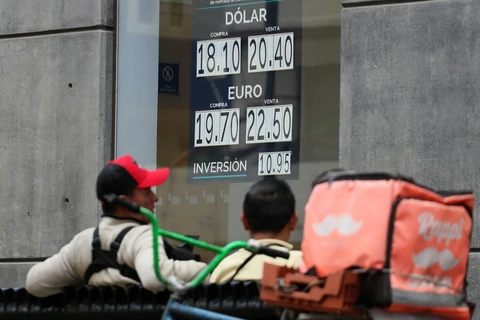 DÓLAR
COMPRA VENTA
18.10 20.40
EURO
COMPRA VENTA
19.70 22.50
INVERSIÓN 10.95
Rappi